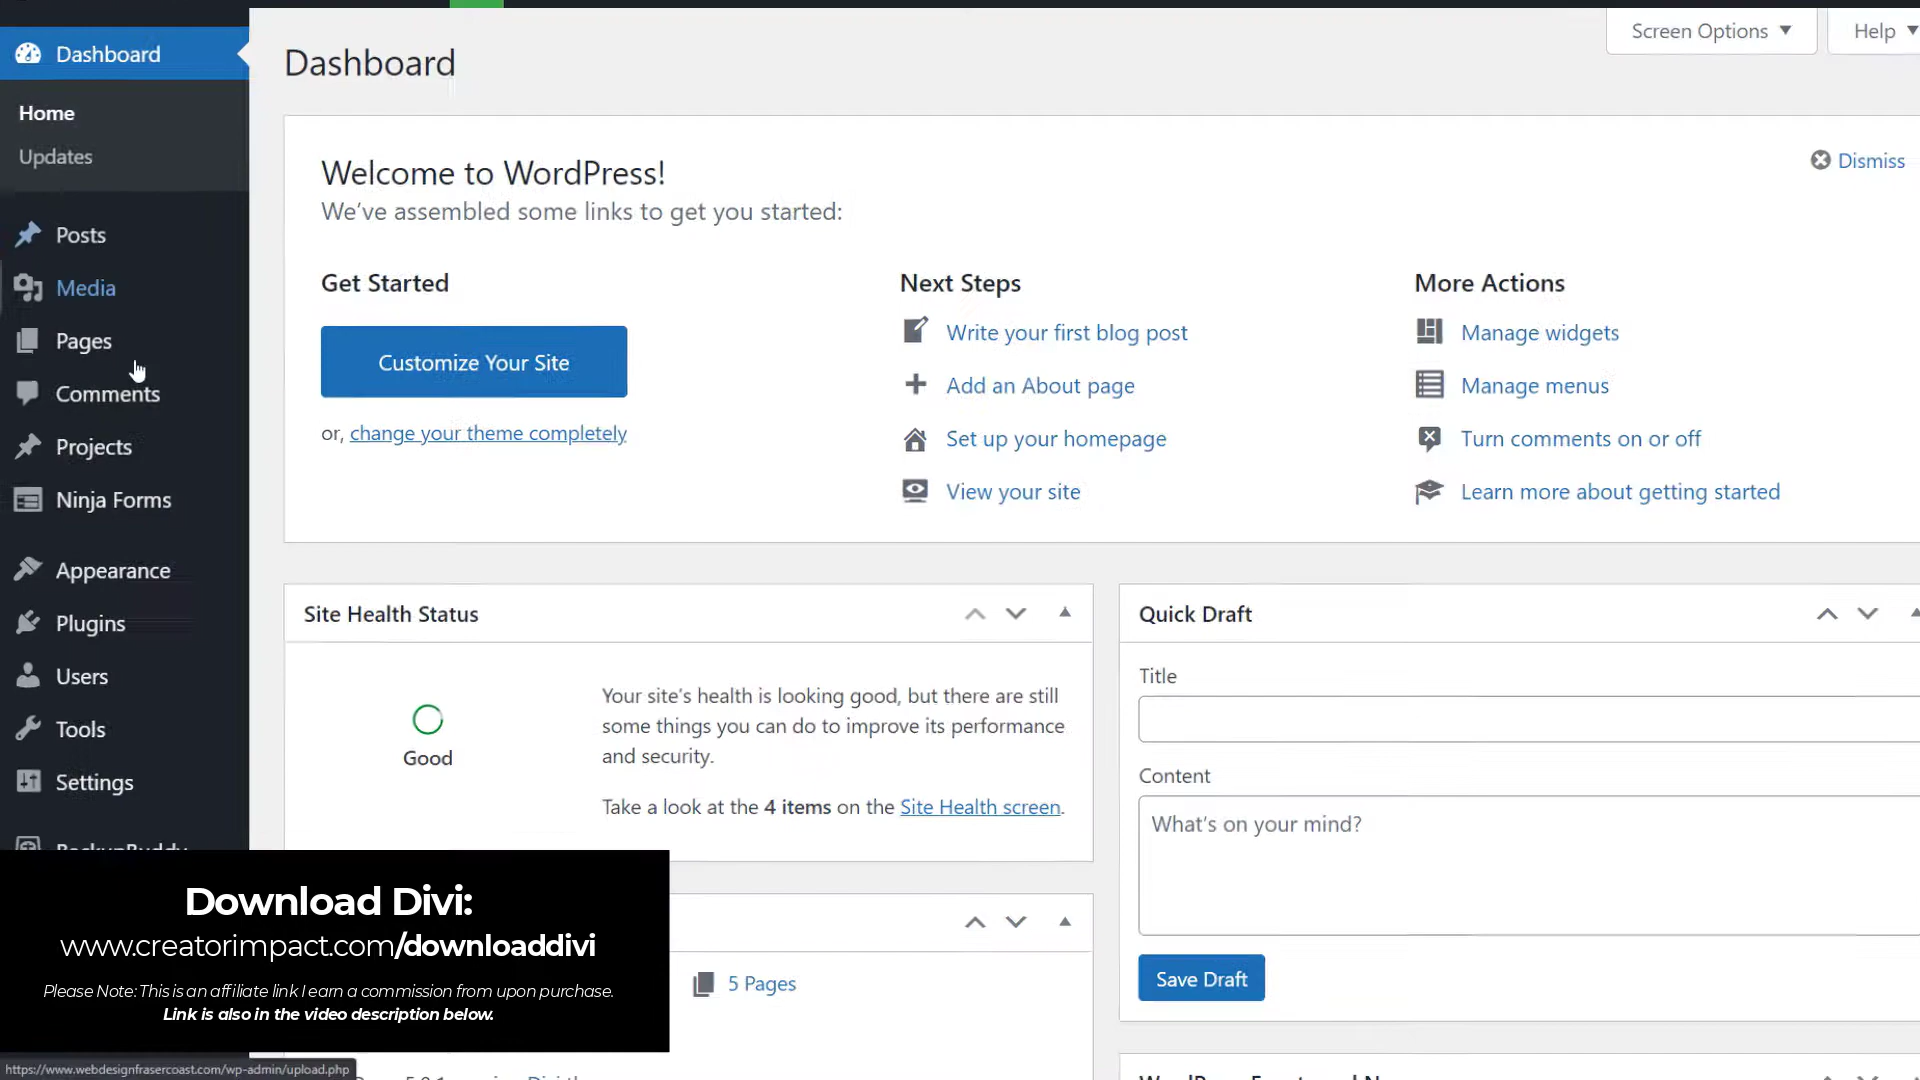 Dashboard
Home
Updates
Posts
Media
Pages
Comments
Projects
Ninja Forms
Appearance
Plugins
Users
Tools
Settings
BackupBuddy
Screen Options
Help
Dashboard
Welcome to WordPress!
We've assembled some links to get you started:
Dismiss
Get Started
Customize Your Site
or, change your theme completely
Next Steps
Write your first blog post
Add an About page
Set up your homepage
View your site
More Actions
Manage widgets
Manage menus
Turn comments on or off
Learn more about getting started
Site Health Status
Good
Your site's health is looking good, but there are still
some things you can do to improve its performance
and security.
Take a look at the 4 items on the Site Health screen.
5 Pages
Quick Draft
Title
Content
What's on your mind?
Save Draft
Download Divi:
www.creatorimpact.com/downloaddivi
Please Note: This is an affiliate link I earn a commission from upon purchase.
Link is also in the video description below.
https://www.webdesignfrasercoast.com/wp-admin/upload.php